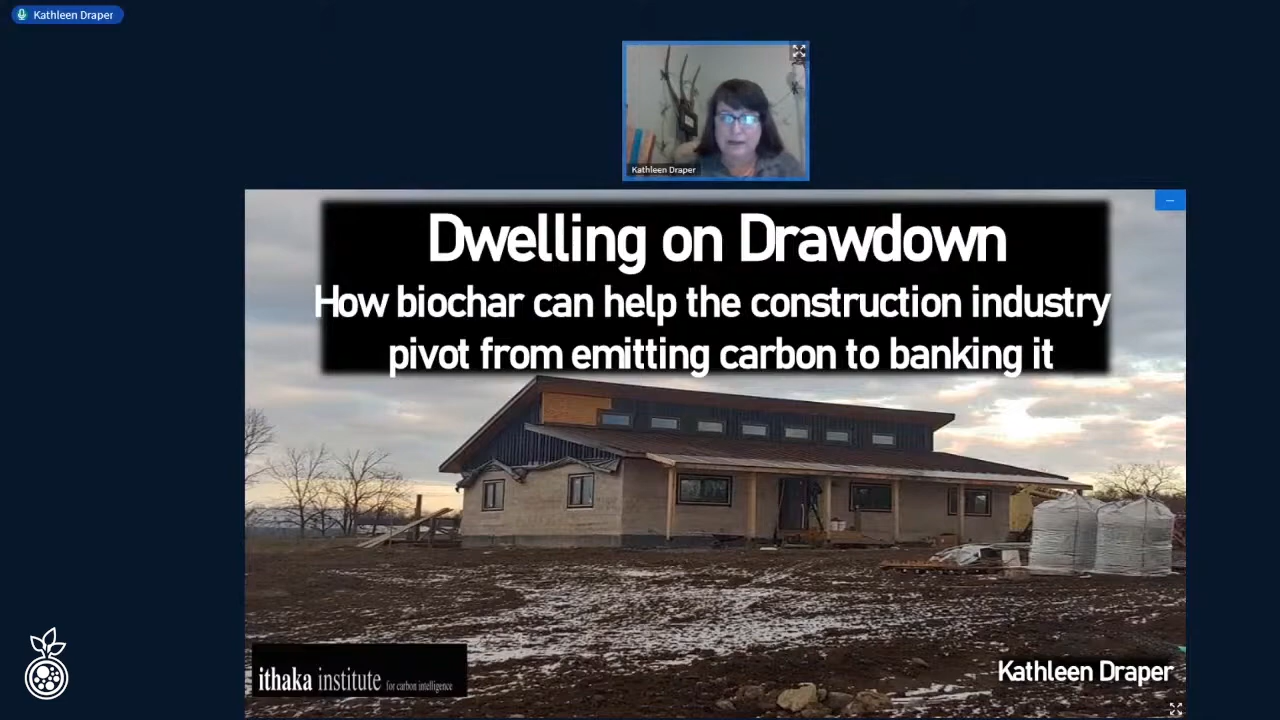 Kathleen Draper
Kathleen Draper
Dwelling on Drawdown
How biochar can help the construction industry
pivot from emitting carbon to banking it
ithaka institute for carbon intelligence
Kathleen Draper